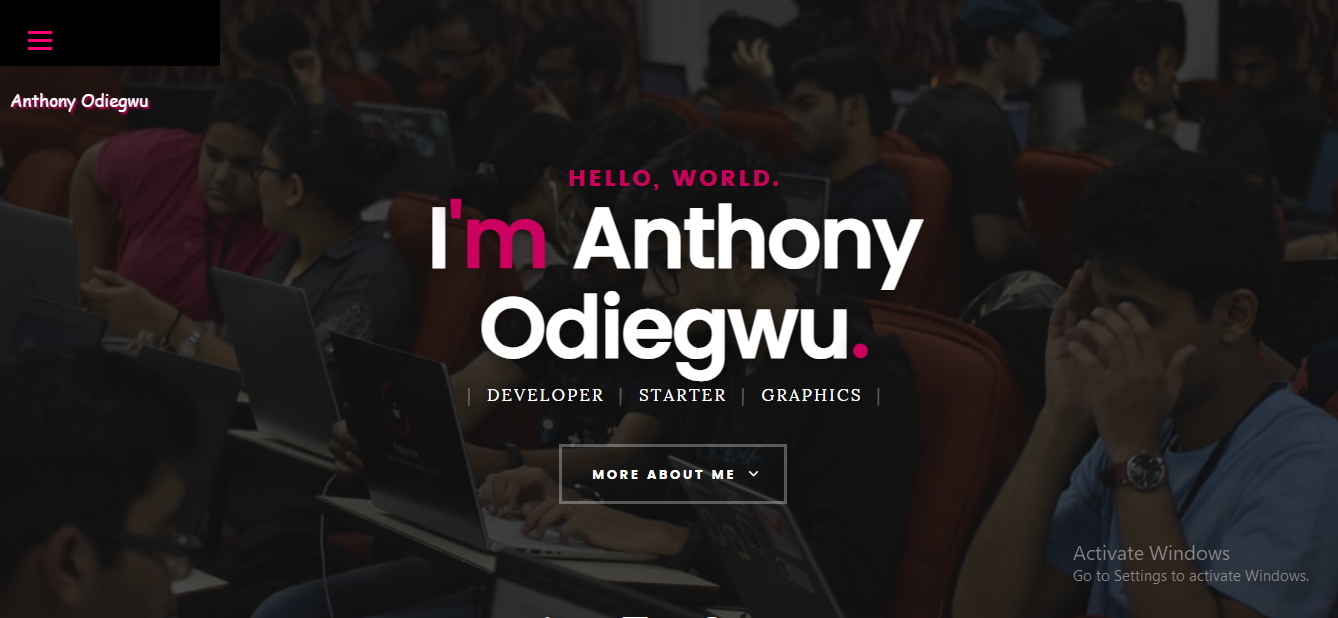 Anthony Odiegwu
HELLO, WORLD.
I'm Anthony
Odiegwu.
| DEVELOPER | STARTER | GRAPHICS |
MORE ABOUT ME
Activate Windows
Go to Settings to activate Windows.